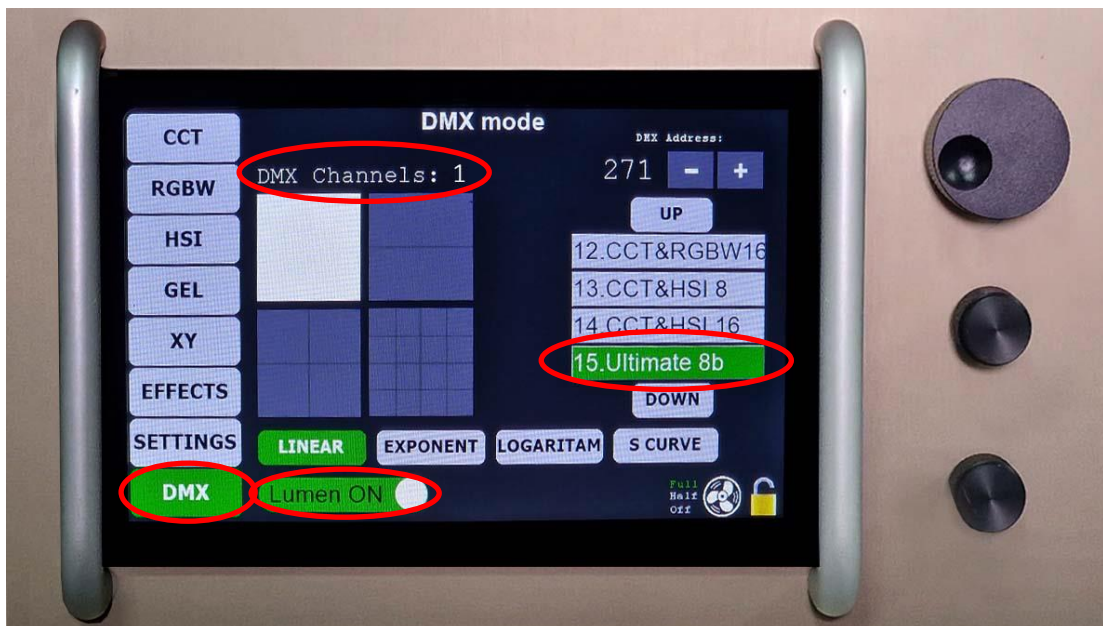 DMX mode
CCT
RGBW
HSI
GEL
XY
EFFECTS
SETTINGS
DMX
DMX Channels: 1
DMX Address:
271 - +
UP
12.CCT&RGBW16
13.CCT&HSI 8
14.CCT&HSI 16
15.Ultimate 8b
DOWN
LINEAR EXPONENT LOGARITAM S CURVE
Lumen ON
Full
Half
Off